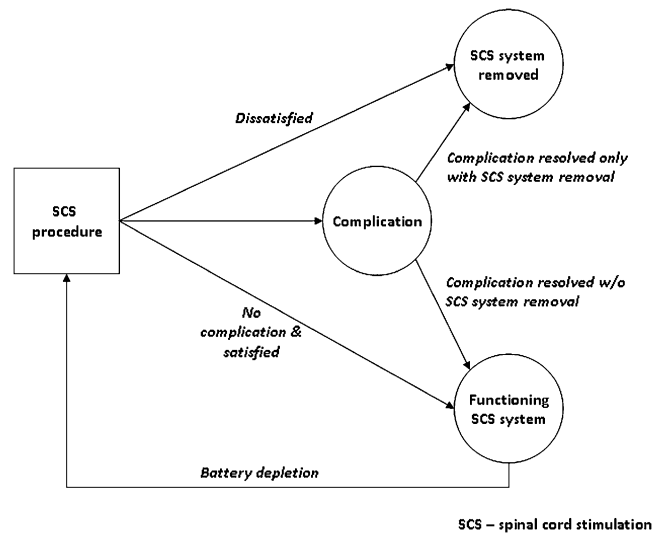 SCS system
removed
Dissatisfied
Complication resolved only
with SCS system removal
SCS
procedure
Complication
Complication resolved w/o
SCS system removal
No
complication &
satisfied
Functioning
SCS system
Battery depletion
SCS – spinal cord stimulation